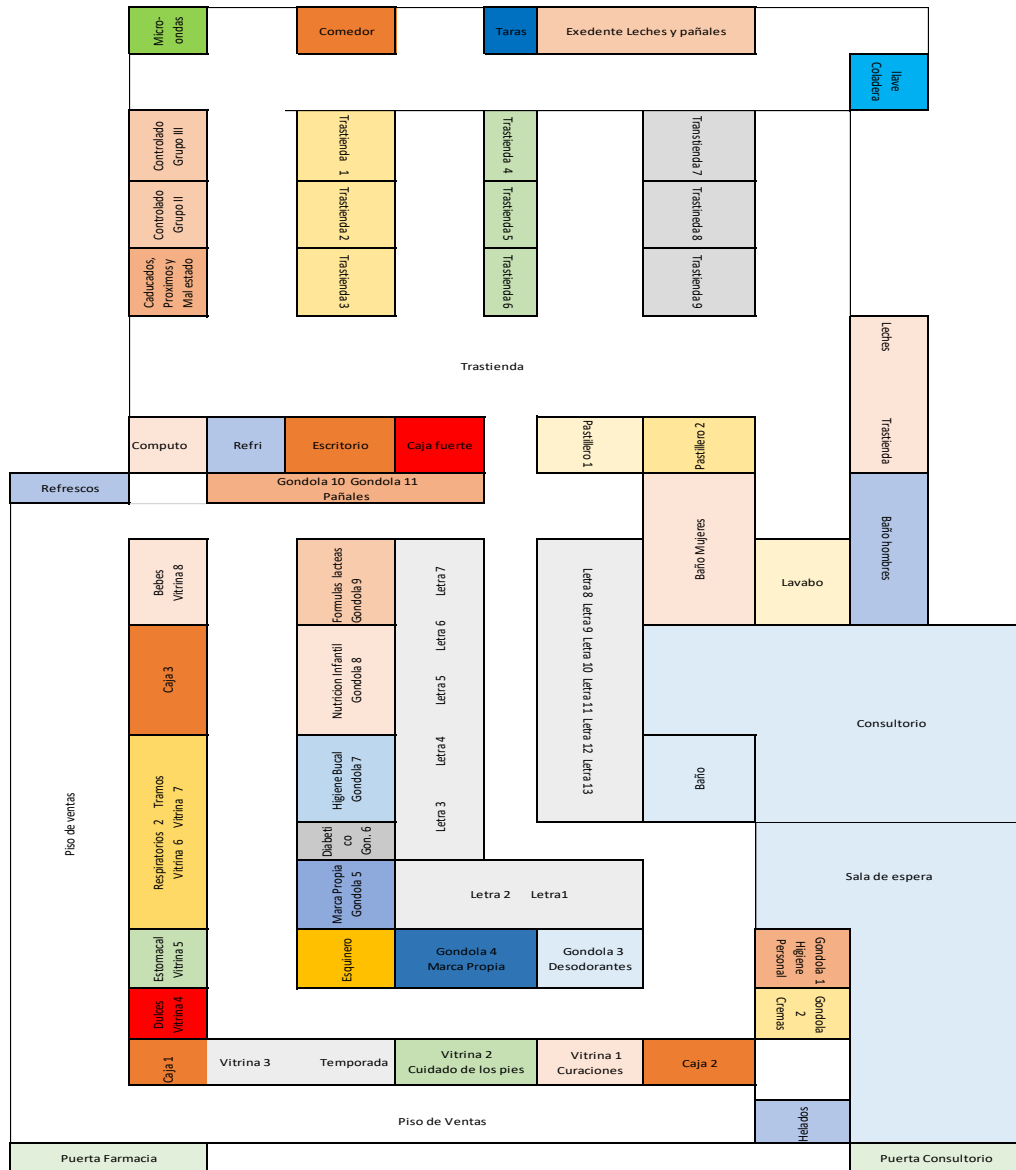 Micro-
ondas
Comedor
Taras
Exedente Leches y pañales
llave
Coladera
Controlado
Grupo III
Trastienda
1
Trastienda 4
Transtienda 7
Controlado
Grupo II
Trastienda 2
Trastienda 5
Trastineda 8
Caducados,
Proximos y
Mal estado
Trastienda 3
Trastienda 6
Trastienda 9
Trastienda
Leches
Trastienda
Computo
Refri
Escritorio
Caja fuerte
Pastillero 1
Pastillero 2
Refrescos
Gondola 10 Gondola 11
Pañales
Baño Mujeres
Baño hombres
Lavabo
Bebes
Vitrina 8
Formulas lacteas
Gondola 9
Letra 3 Letra 4 Letra 5 Letra 6 Letra 7
Letra 8 Letra 9 Letra 10 Letra 11 Letra 12 Letra 13
Caja 3
Nutricion Infantil
Gondola 8
Consultorio
Piso de ventas
Respiratorios 2 Tramos
Vitrina 6 Vitrina 7
Higiene Bucal
Gondola 7
Baño
Diabeti
co
Gon. 6
Sala de espera
Marca Propia
Gondola 5
Letra 2 Letra1
Estomacal
Vitrina 5
Esquinero
Gondola 4
Marca Propia
Gondola 3
Desodorantes
Gondola 1
Higiene
Personal
Dulces
Vitrina 4
Gondola
2
Cremas
Caja 1
Vitrina 3 Temporada
Vitrina 2
Cuidado de los pies
Vitrina 1
Curaciones
Caja 2
Piso de Ventas
Helados
Puerta Farmacia
Puerta Consultorio